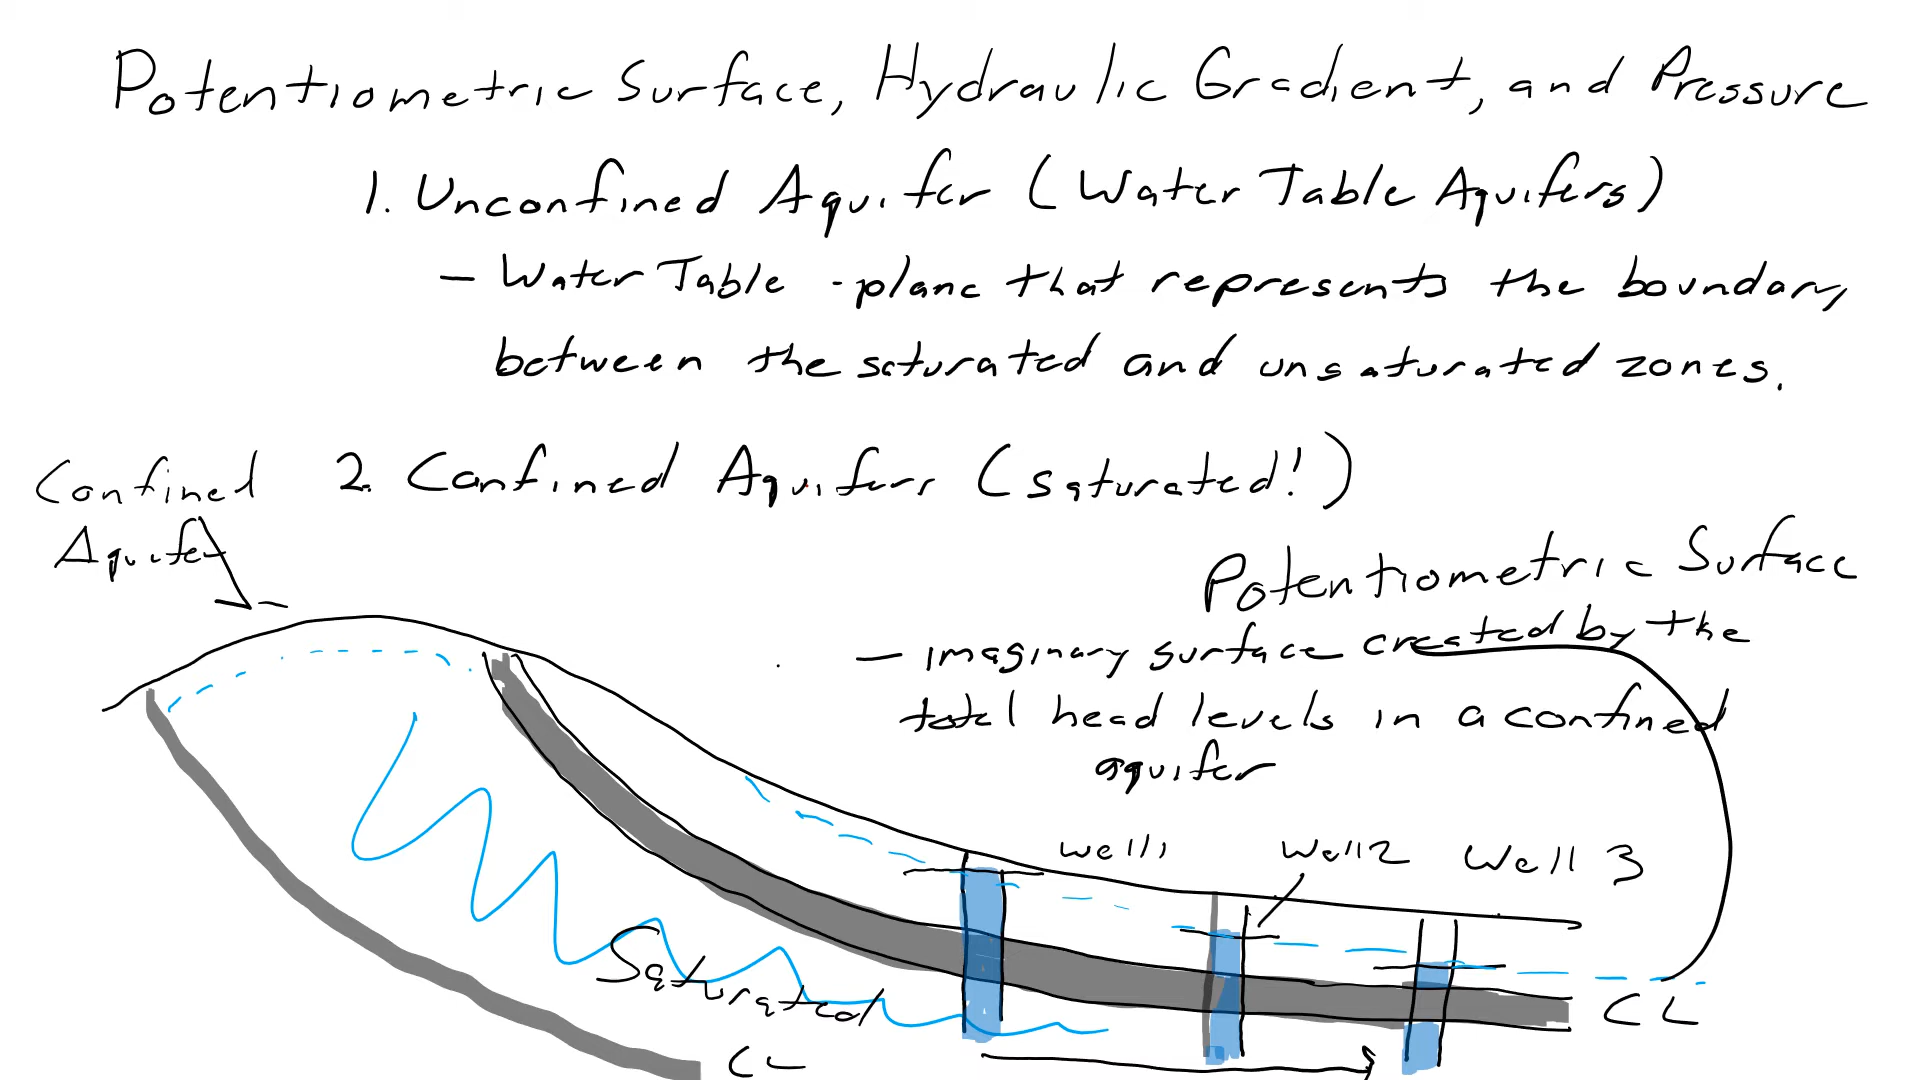 Potentiometric Surface, Hydraulic Gradient, and Pressure
1. Unconfined Aquifer (Water Table Aquifers)
- Water Table - plane that represents the boundary
between the saturated and unsaturated zones.
Confined
Aquifer
2. Confined Aquifers (saturated!)
Potentiometric Surface
- imaginary surface created by the
total head levels in a confined
aquifer
Well 1
Well 2
Well 3
Saturated
CL
CL